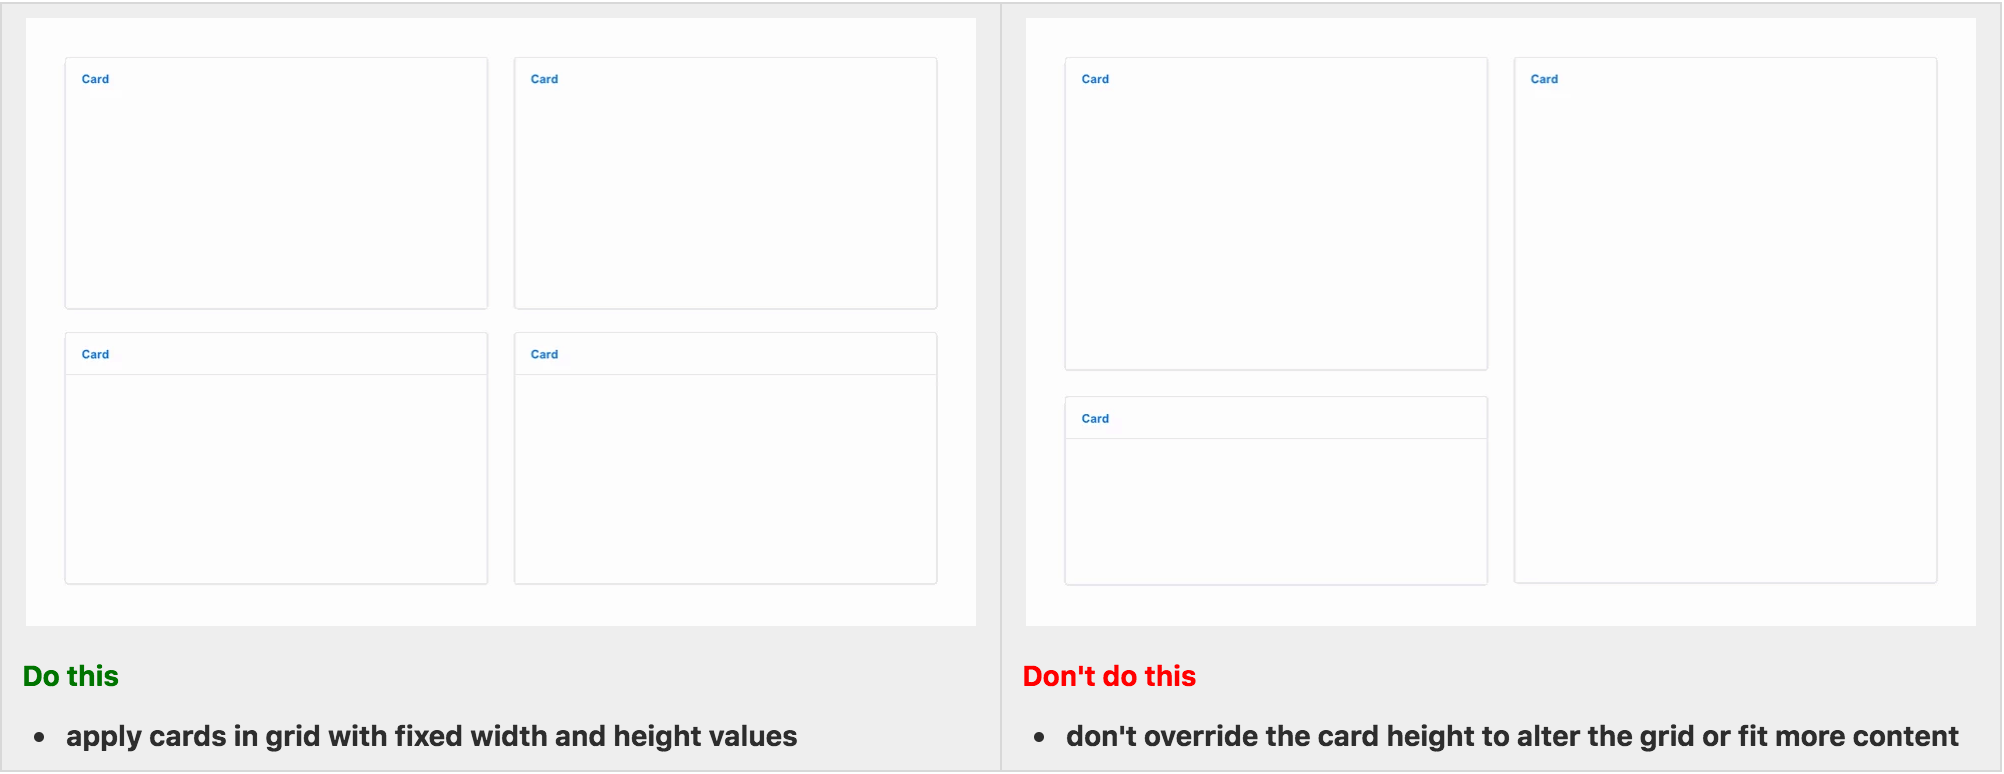 Card
Card
Card
Card
Do this
• apply cards in grid with fixed width and height values
Card
Card
Card
Don't do this
• don't override the card height to alter the grid or fit more content